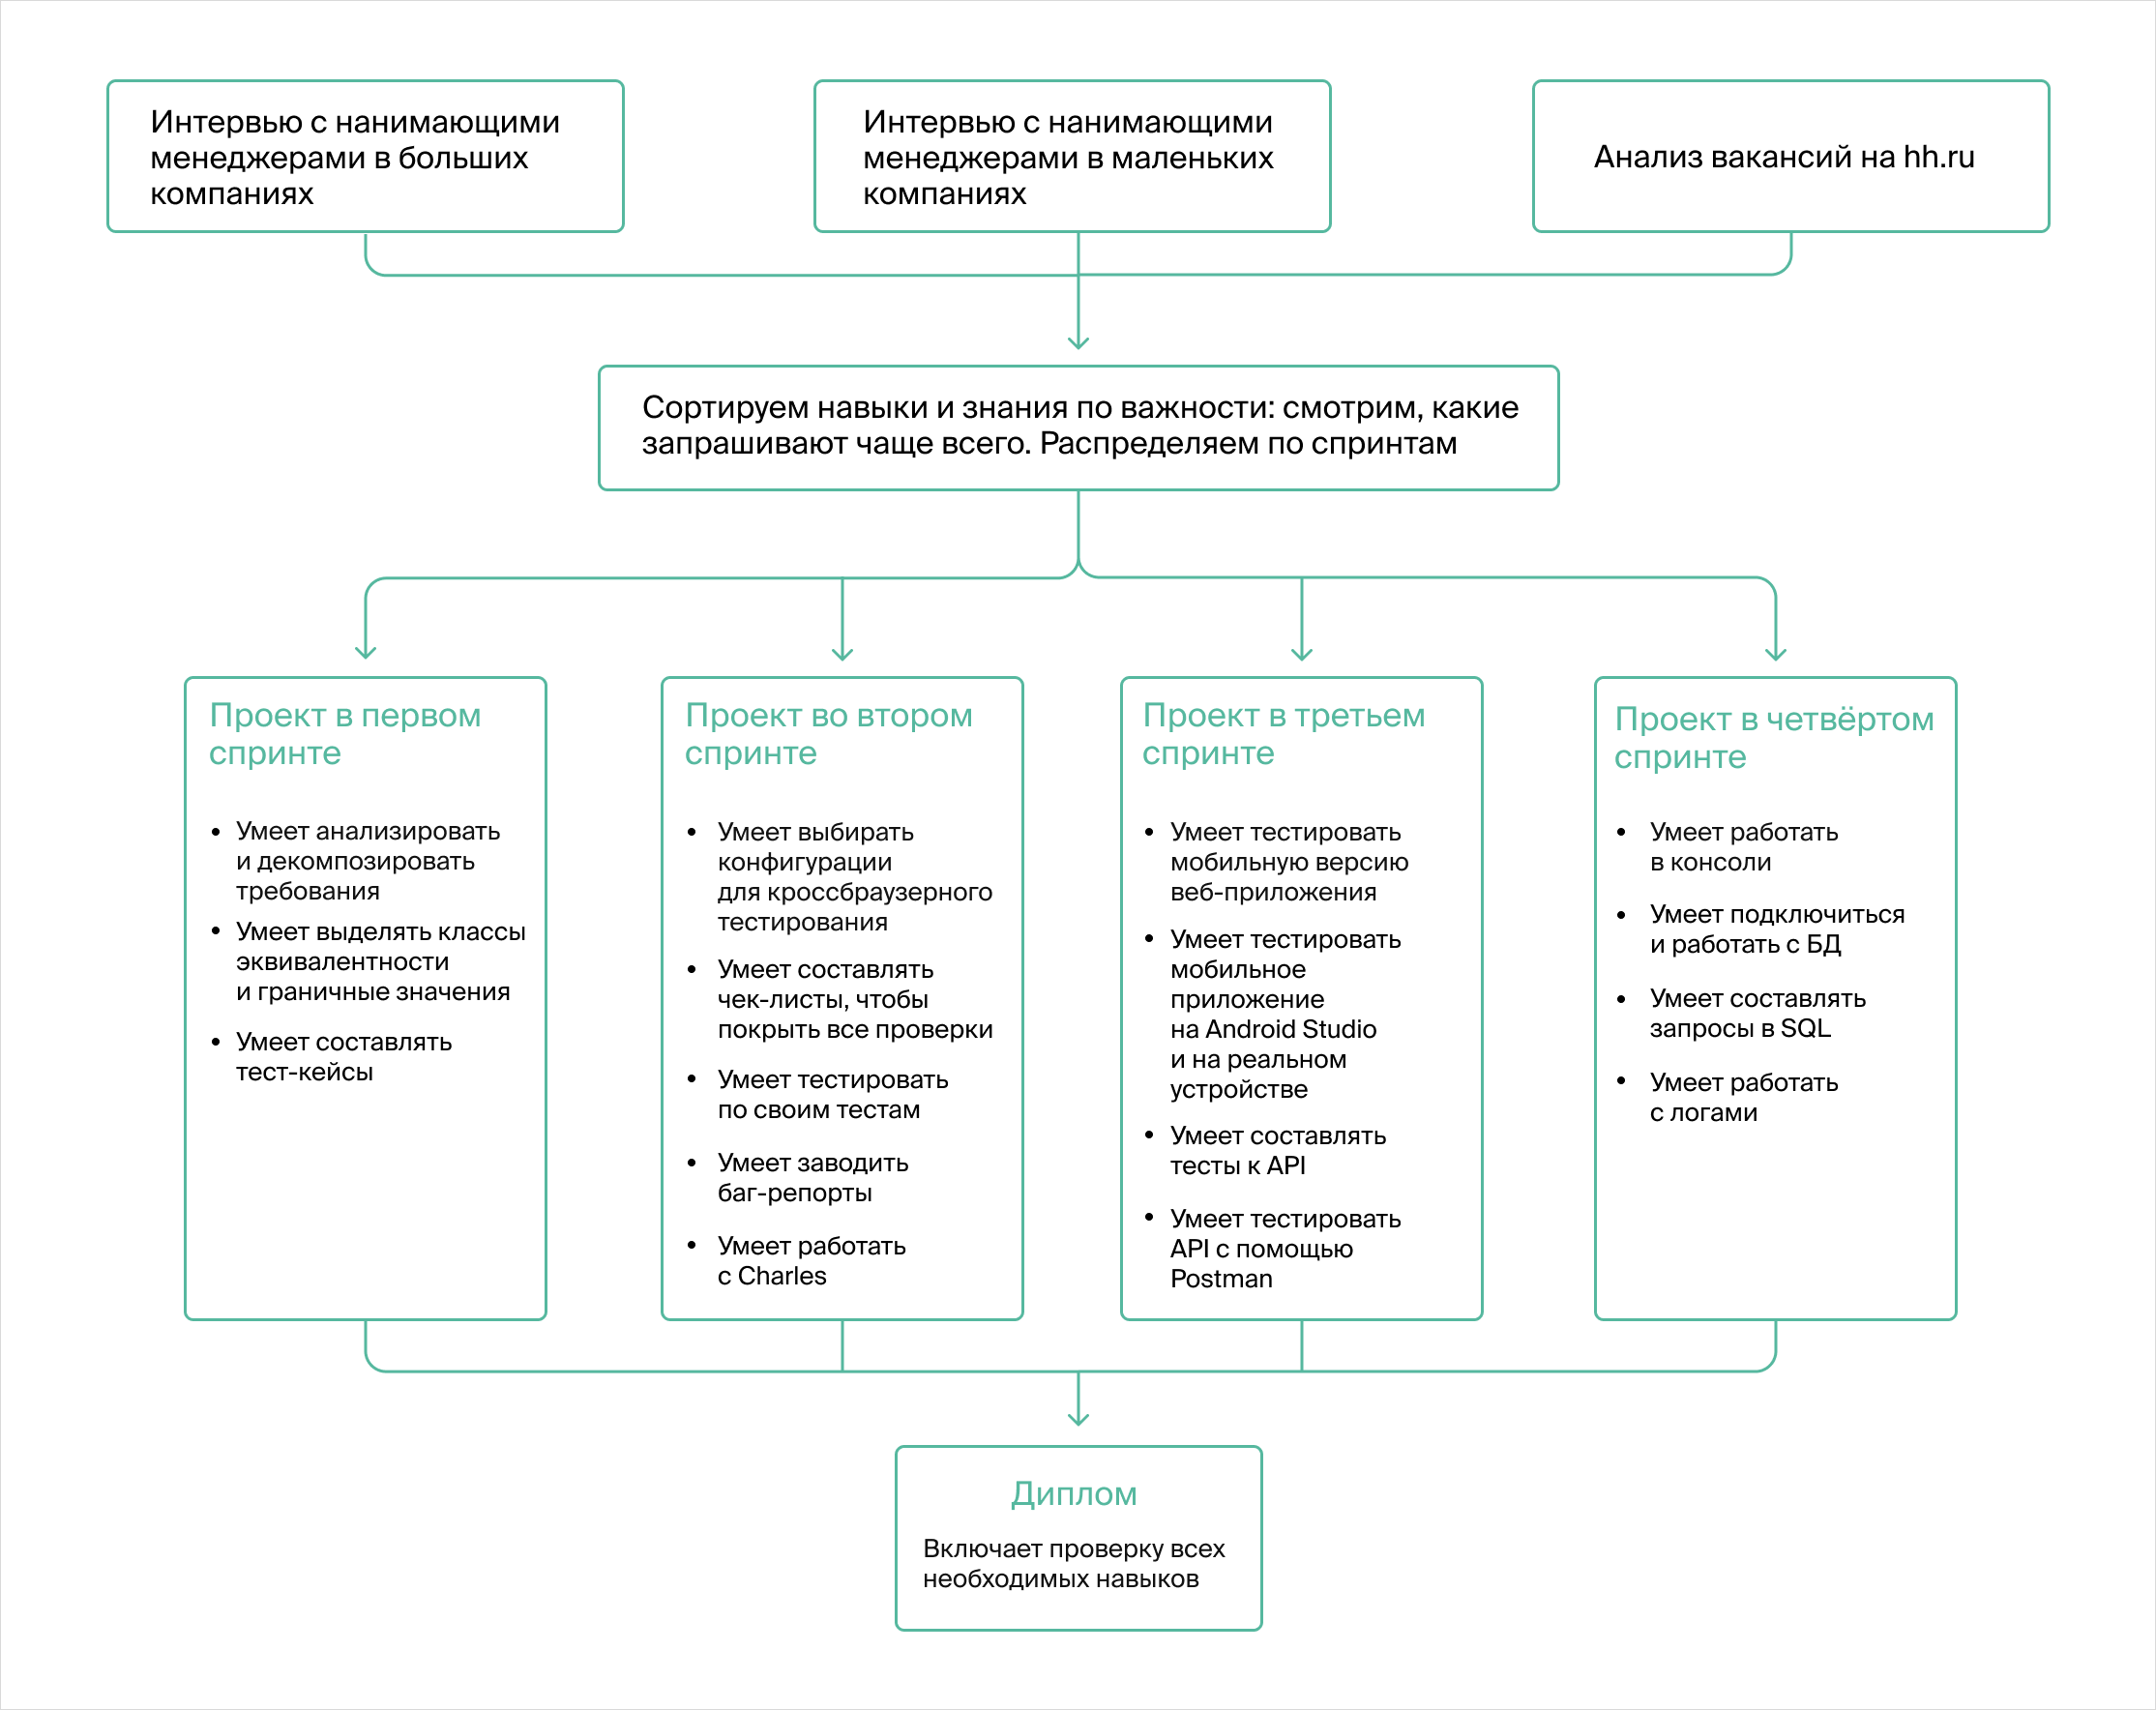 Интервью с нанимающими
менеджерами в больших
компаниях
Интервью с нанимающими
менеджерами в маленьких
компаниях
Анализ вакансий на hh.ru
Сортируем навыки и знания по важности: смотрим, какие
запрашивают чаще всего. Распределяем по спринтам
Проект в первом
спринте
• Умеет анализировать
и декомпозировать
требования
• Умеет выделять классы
эквивалентности
и граничные значения
• Умеет составлять
тест-кейсы
Проект во втором
спринте
• Умеет выбирать
конфигурации
для кроссбраузерного
тестирования
• Умеет составлять
чек-листы, чтобы
покрыть все проверки
• Умеет тестировать
по своим тестам
• Умеет заводить
баг-репорты
• Умеет работать
с Charles
Проект в третьем
спринте
• Умеет тестировать
мобильную версию
веб-приложения
• Умеет тестировать
мобильное
приложение
на Android Studio
и на реальном
устройстве
• Умеет составлять
тесты к API
• Умеет тестировать
API с помощью
Postman
Проект в четвёртом
спринте
• Умеет работать
в консоли
• Умеет подключиться
и работать с БД
• Умеет составлять
запросы в SQL
• Умеет работать
с логами
Диплом
Включает проверку всех
необходимых навыков